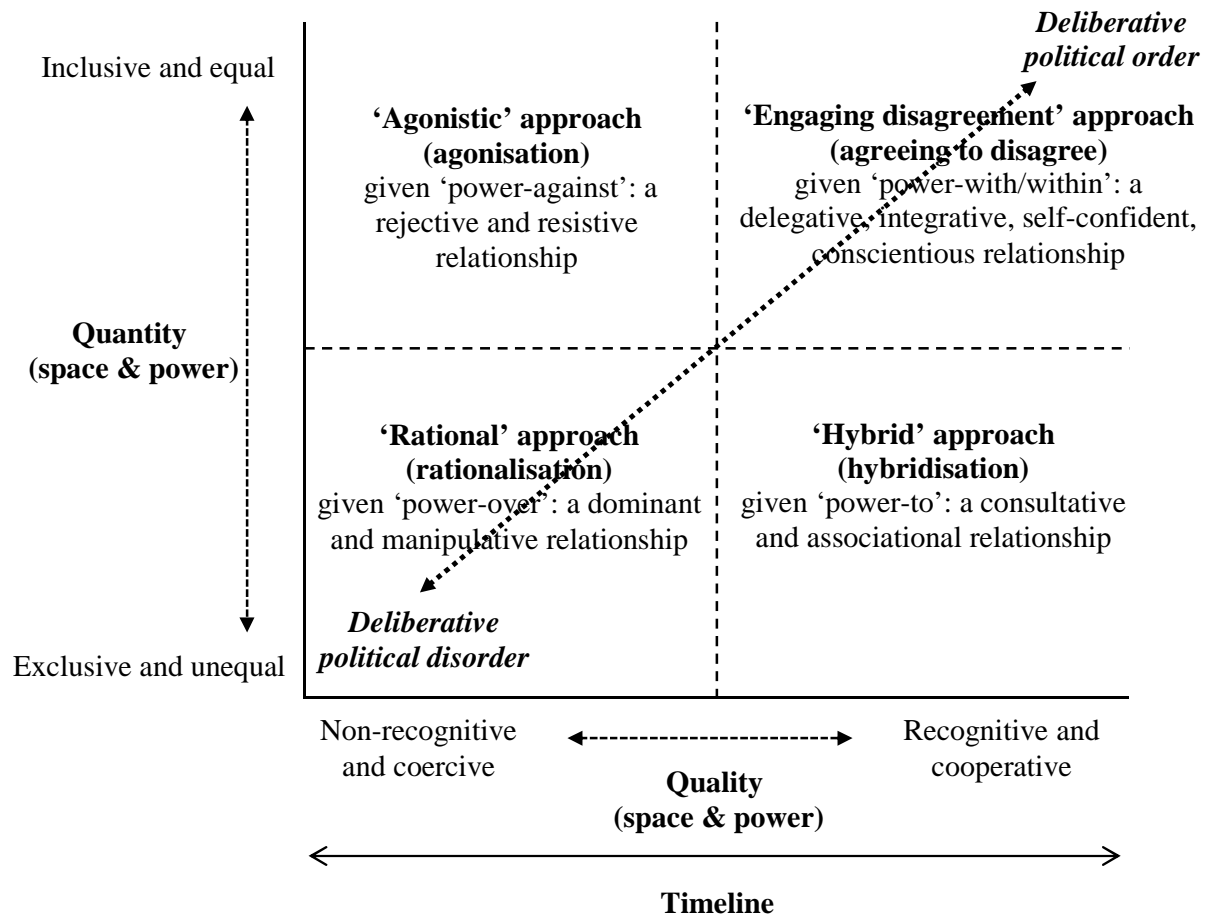 Deliberative
political order
Inclusive and equal
‘Agonistic’ approach
(agonisation)
given ‘power-against’: a
rejective and resistive
relationship
‘Engaging disagreement’ approach
(agreeing to disagree)
given ‘power-with/within’: a
delegative, integrative, self-confident,
conscientious relationship
Quantity
(space & power)
‘Rational’ approach
(rationalisation)
given ‘power-over’: a dominant
and manipulative relationship
‘Hybrid’ approach
(hybridisation)
given ‘power-to’: a consultative
and associational relationship
Deliberative
political disorder
Exclusive and unequal
Non-recognitive
and coercive
Recognitive and
cooperative
Quality
(space & power)
Timeline